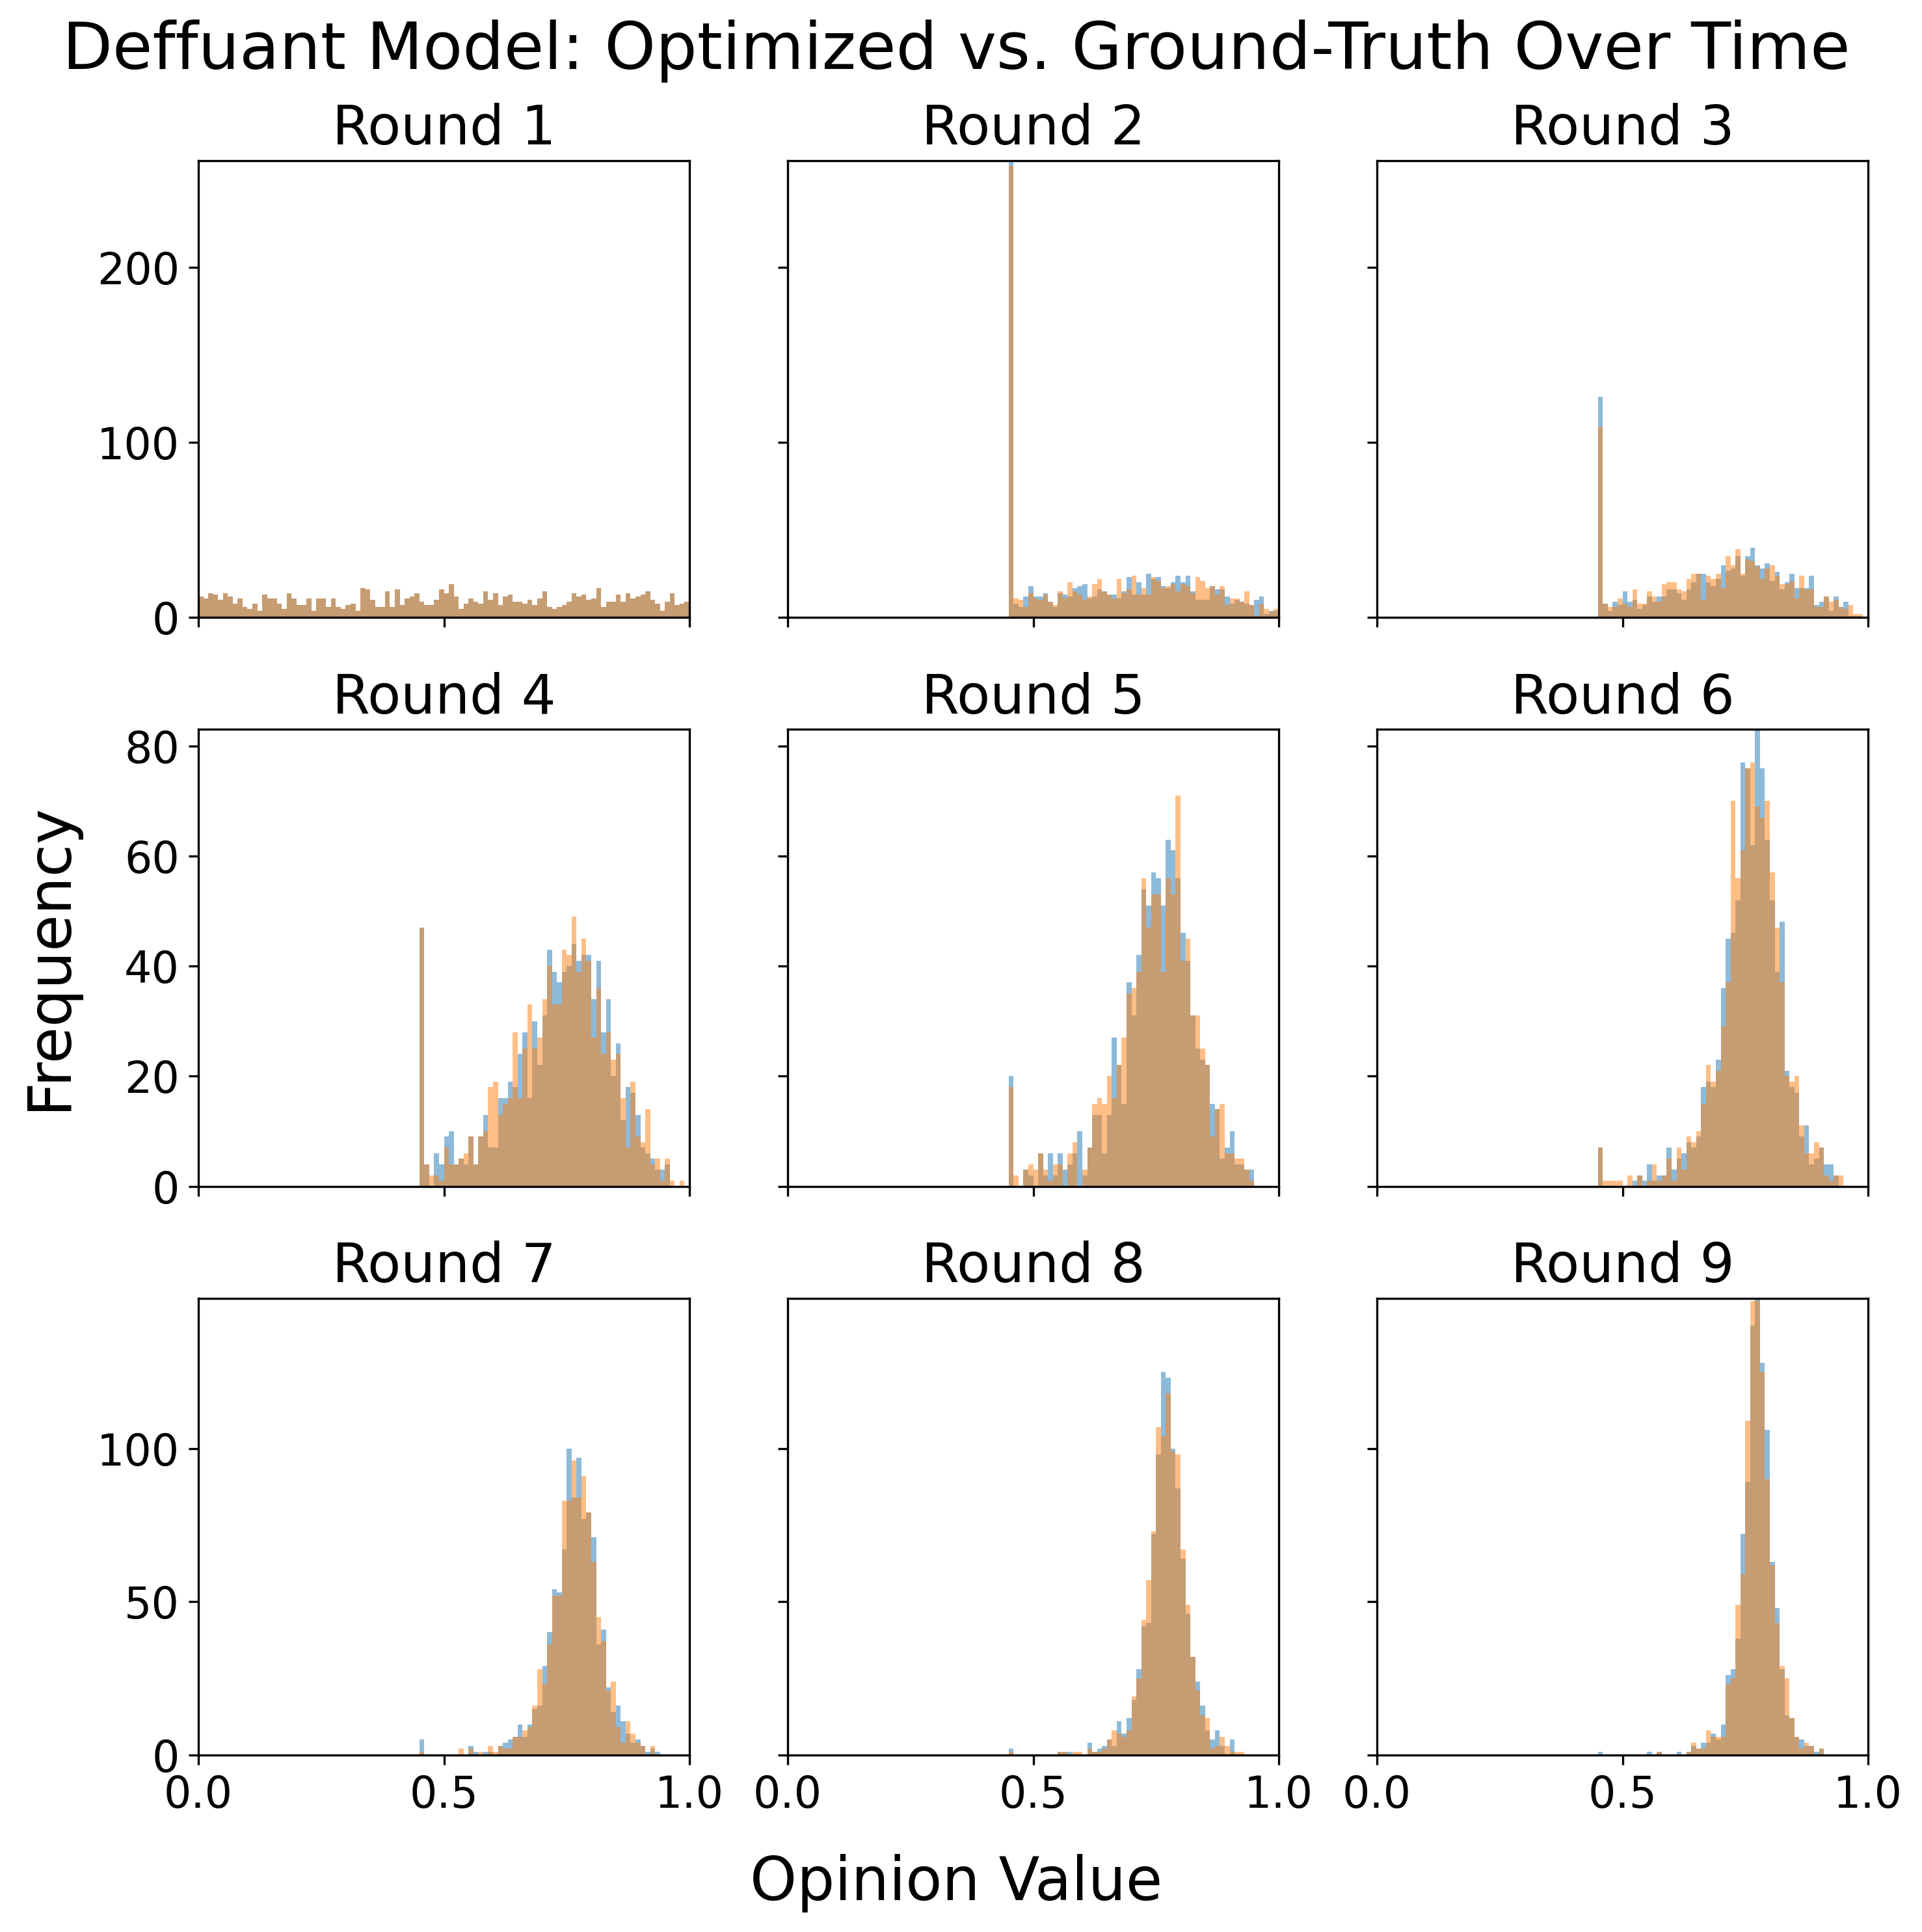 Deffuant Model: Optimized vs. Ground-Truth Over Time
Round 1
Round 2
Round 3
200
100
0
Round 4
Round 5
Round 6
80
60
40
20
0
Frequency
Round 7
Round 8
Round 9
100
50
0
0.0 0.5 1.0 0.0 0.5 1.0 0.0 0.5 1.0
Opinion Value